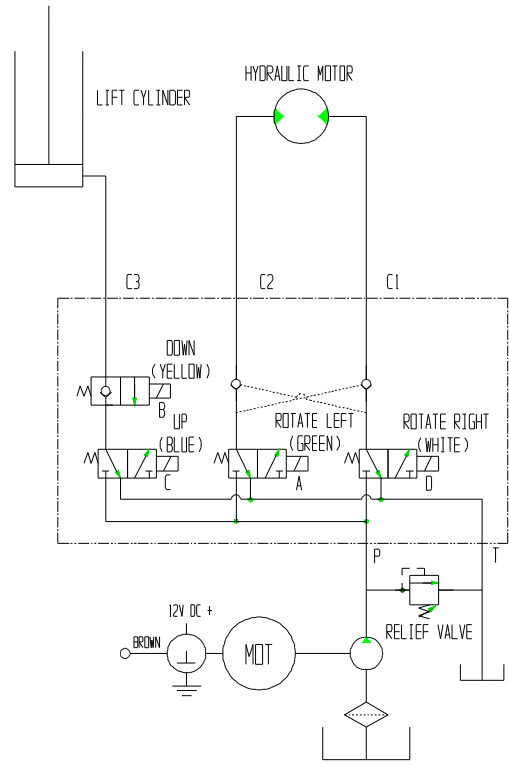 HYDRAULIC MOTOR
LIFT CYLINDER
C3
C2
C1
DOWN
(YELLOW)
B
UP
(BLUE)
C
ROTATE LEFT
(GREEN)
A
ROTATE RIGHT
(WHITE)
D
P
T
RELIEF VALVE
12V DC +
BROWN
MOT